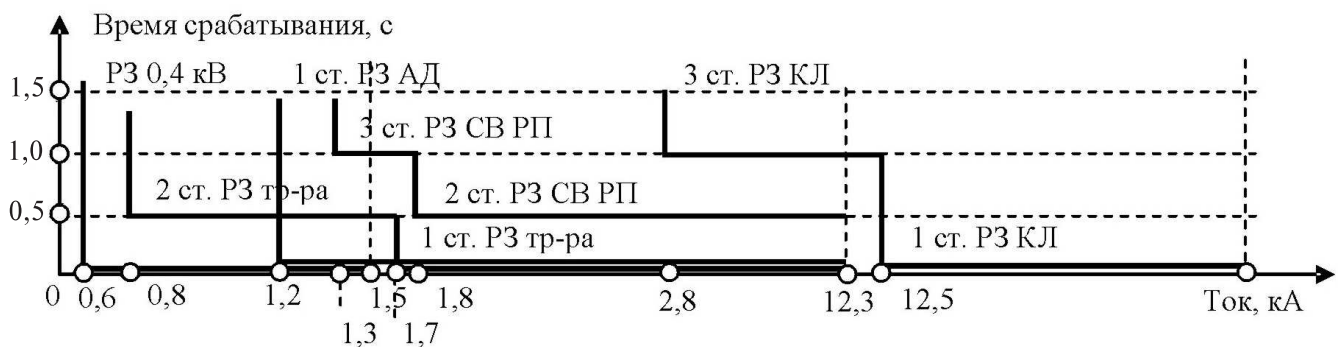 Время срабатывания, с
РЗ 0,4 кВ 1 ст. РЗ АД 3 ст. РЗ КЛ
1,5
3 ст. РЗ СВ РП
1,0
2 ст. РЗ тр-ра 2 ст. РЗ СВ РП
0,5
1 ст. РЗ тр-ра 1 ст. РЗ КЛ
0 0,6 0,8 1,2 1,5 1,8 2,8 12,3 12,5 Ток, кА
1,3 1,7